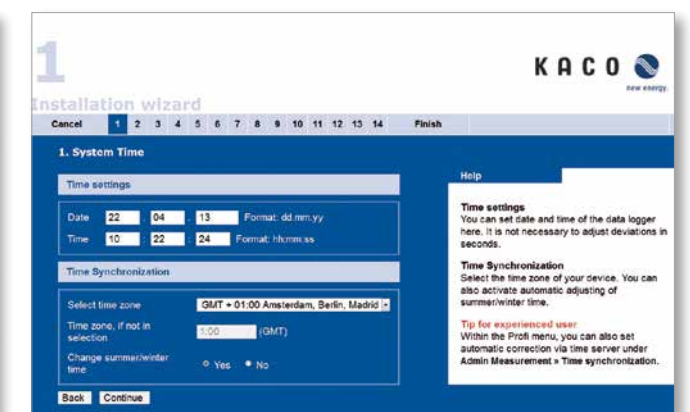 1
KACO
new energy.
Installation wizard
Cancel 1 2 3 4 5 6 7 8 9 10 11 12 13 14 Finish
1. System Time
Time settings
Date 22 . 04 . 13 Format: dd.mm.yy
Time 10 : 22 : 24 Format: hh:mm:ss
Time Synchronization
Select time zone GMT + 01:00 Amsterdam, Berlin, Madrid
Time zone, if not in
selection 1:00 (GMT)
Change summer/winter
time Yes No
Back Continue
Help
Time settings
You can set date and time of the data logger
here. It is not necessary to adjust deviations in
seconds.
Time Synchronization
Select the time zone of your device. You can
also activate automatic adjusting of
summer/winter time.
Tip for experienced user
Within the Profi menu, you can also set
automatic correction via time server under
Admin Measurement » Time synchronization.